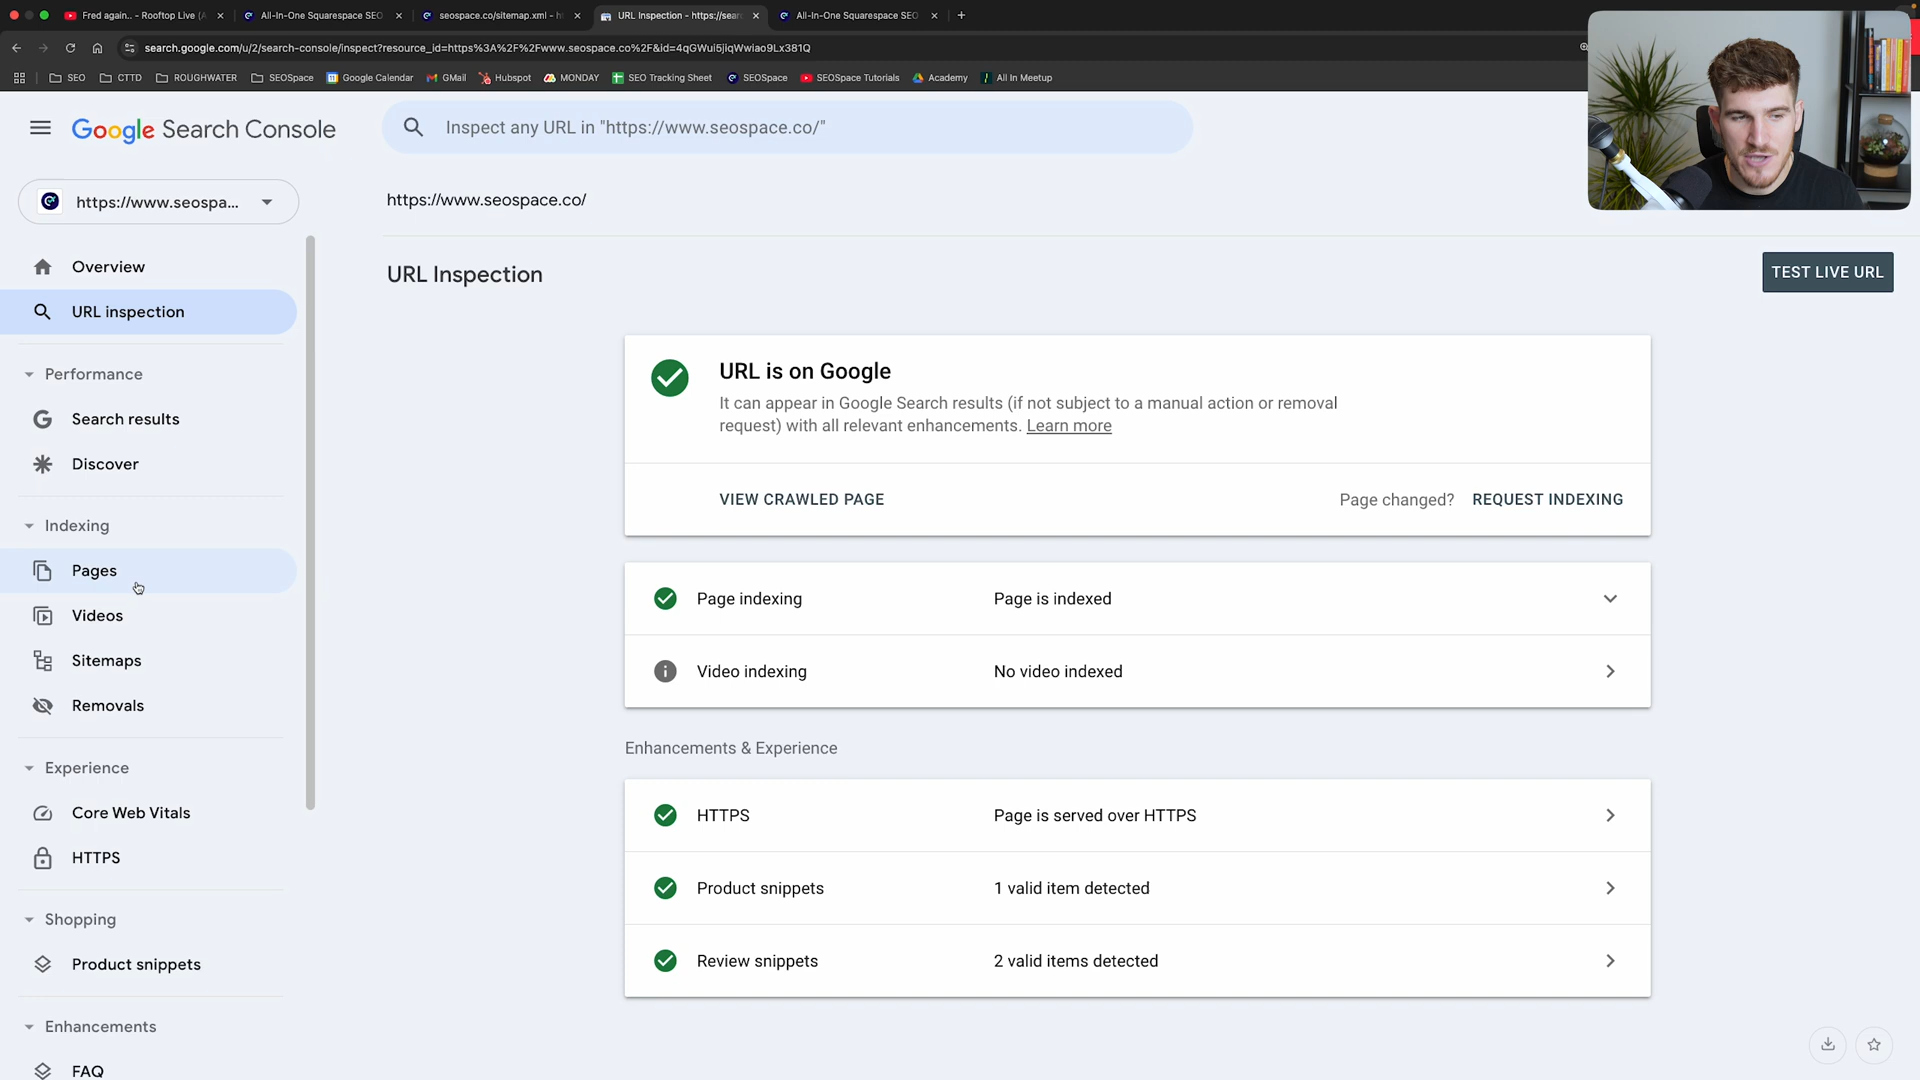 Fred again.. - Rooftop Live (A
All-In-One Squarespace SEO
seospace.co/sitemap.xml - ht
URL Inspection - https://sear
All-In-One Squarespace SEO
search.google.com/u/2/search-console/inspect?resource_id=https%3A%2F%2Fwww.seospace.co%2F&id=4qGWui5jiqWwiao9Lx381Q
SEO CTTD ROUGHWATER SEOSpace Google Calendar GMail Hubspot MONDAY SEO Tracking Sheet SEOSpace SEOSpace Tutorials Academy All In Meetup
Google Search Console
Inspect any URL in "https://www.seospace.co/"
https://www.seospa...
https://www.seospace.co/
Overview
URL inspection
Performance
Search results
Discover
Indexing
Pages
Videos
Sitemaps
Removals
Experience
Core Web Vitals
HTTPS
Shopping
Product snippets
Enhancements
FAQ
URL Inspection
TEST LIVE URL
URL is on Google
It can appear in Google Search results (if not subject to a manual action or removal
request) with all relevant enhancements. Learn more
VIEW CRAWLED PAGE
Page changed? REQUEST INDEXING
Page indexing Page is indexed
Video indexing No video indexed
Enhancements & Experience
HTTPS Page is served over HTTPS
Product snippets 1 valid item detected
Review snippets 2 valid items detected